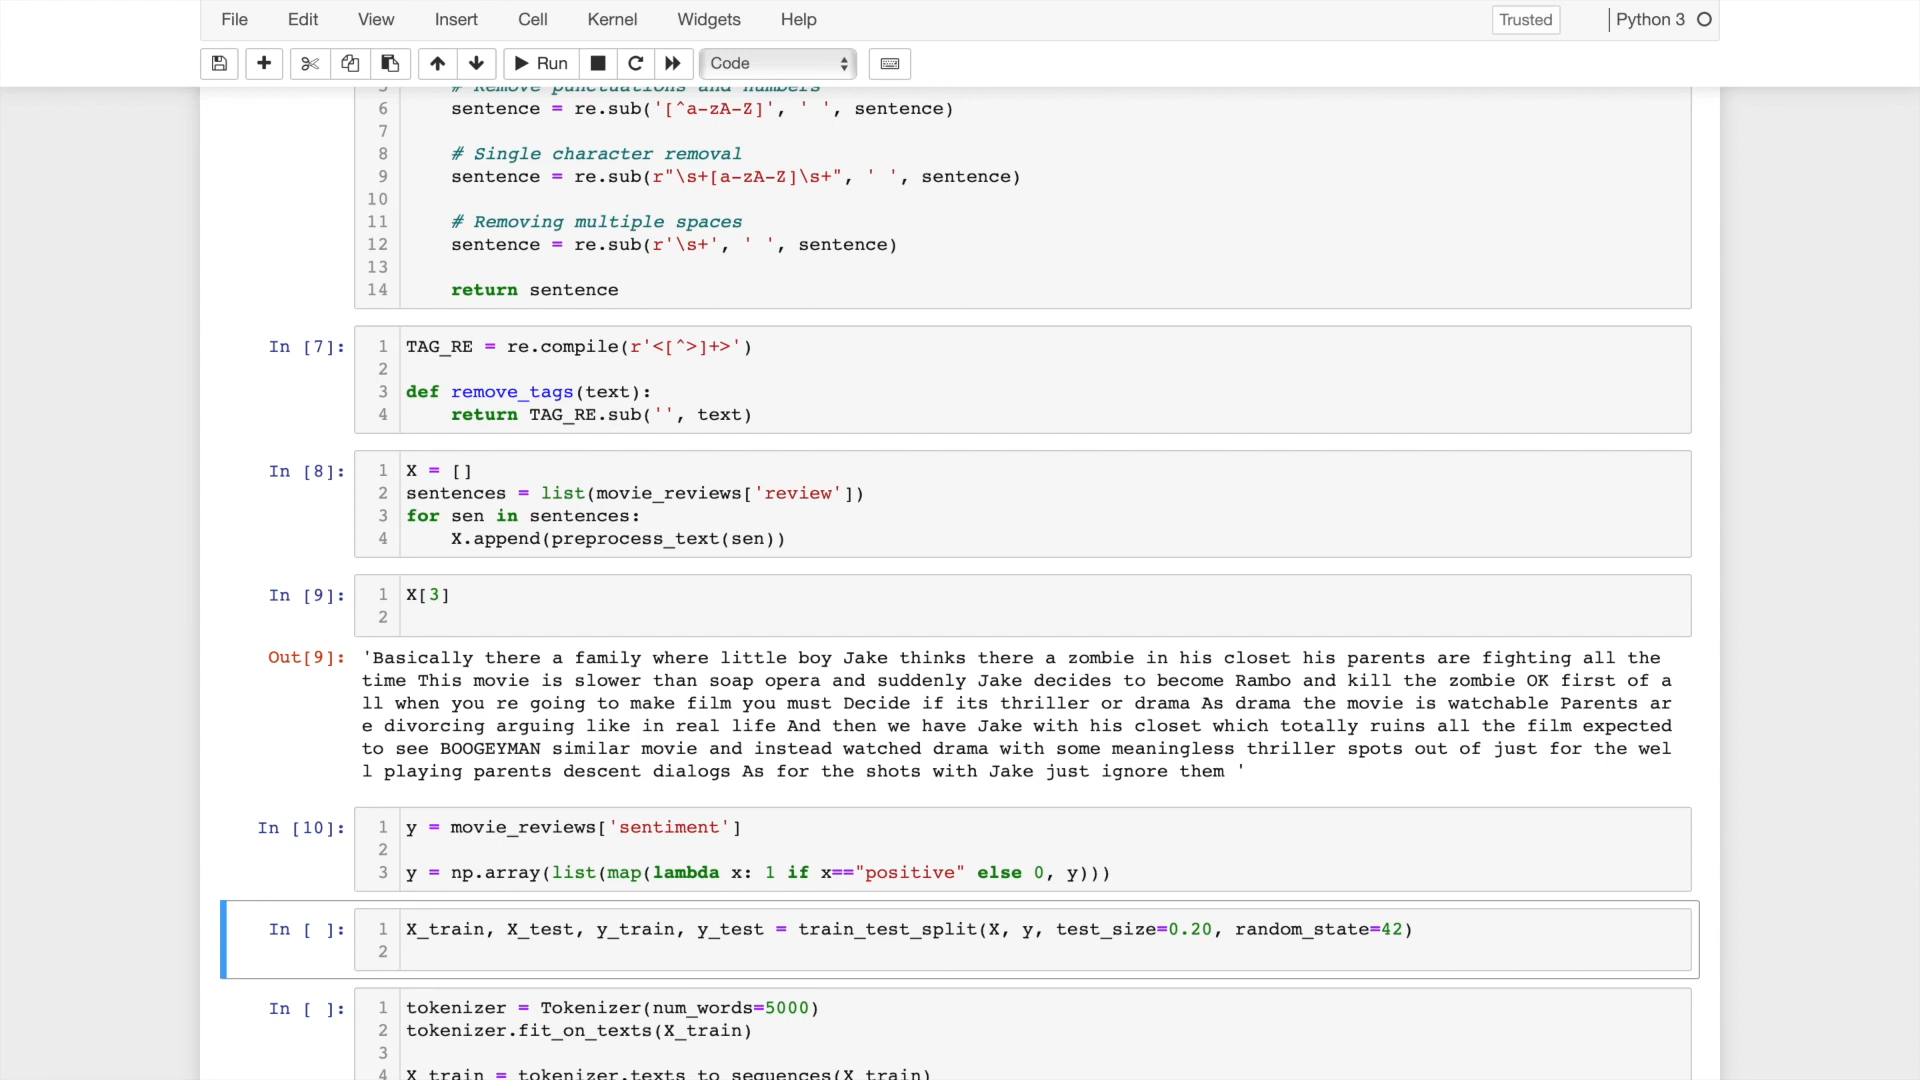 File Edit View Insert Cell Kernel Widgets Help Trusted Python 3
Run Code
5 # Remove punctuations and numbers
6 sentence = re.sub('[^a-zA-Z]', ' ', sentence)
7
8 # Single character removal
9 sentence = re.sub(r"\s+[a-zA-Z]\s+", ' ', sentence)
10
11 # Removing multiple spaces
12 sentence = re.sub(r'\s+', ' ', sentence)
13
14 return sentence
In [7]: 1 TAG_RE = re.compile(r'<[^>]+>')
2
3 def remove_tags(text):
4 return TAG_RE.sub('', text)
In [8]: 1 X = []
2 sentences = list(movie_reviews['review'])
3 for sen in sentences:
4 X.append(preprocess_text(sen))
In [9]: 1 X[3]
2
Out[9]: 'Basically there a family where little boy Jake thinks there a zombie in his closet his parents are fighting all the
time This movie is slower than soap opera and suddenly Jake decides to become Rambo and kill the zombie OK first of a
ll when you re going to make film you must Decide if its thriller or drama As drama the movie is watchable Parents ar
e divorcing arguing like in real life And then we have Jake with his closet which totally ruins all the film expected
to see BOOGEYMAN similar movie and instead watched drama with some meaningless thriller spots out of just for the wel
l playing parents descent dialogs As for the shots with Jake just ignore them '
In [10]: 1 y = movie_reviews['sentiment']
2
3 y = np.array(list(map(lambda x: 1 if x=="positive" else 0, y)))
In [ ]: 1 X_train, X_test, y_train, y_test = train_test_split(X, y, test_size=0.20, random_state=42)
2
In [ ]: 1 tokenizer = Tokenizer(num_words=5000)
2 tokenizer.fit_on_texts(X_train)
3
4 X_train = tokenizer.texts_to_sequences(X_train)